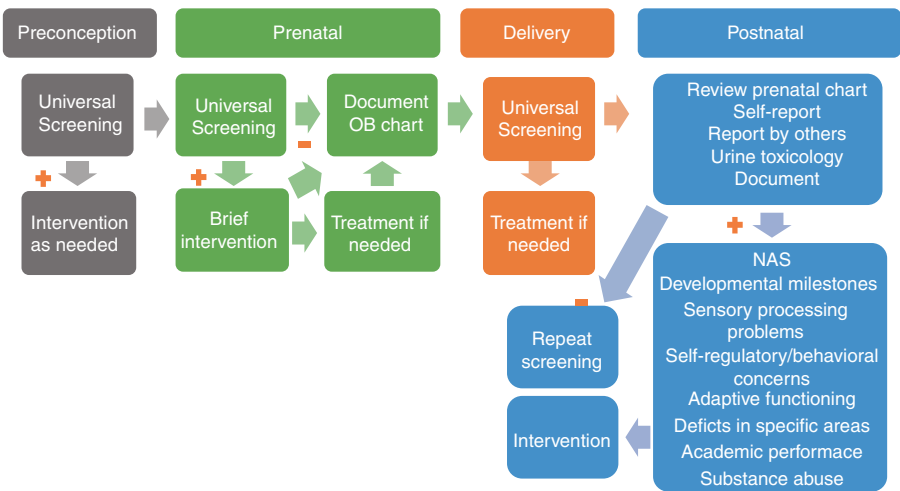 Preconception
Prenatal
Delivery
Postnatal
Universal
Screening
Universal
Screening
Document
OB chart
Universal
Screening
Review prenatal chart
Self-report
Report by others
Urine toxicology
Document
+
+
-
+
-
Intervention
as needed
Brief
intervention
Treatment if
needed
Treatment if
needed
NAS
Developmental milestones
Sensory processing
problems
Self-regulatory/behavioral
concerns
Adaptive functioning
Deficts in specific areas
Academic performace
Substance abuse
Repeat
screening
Intervention